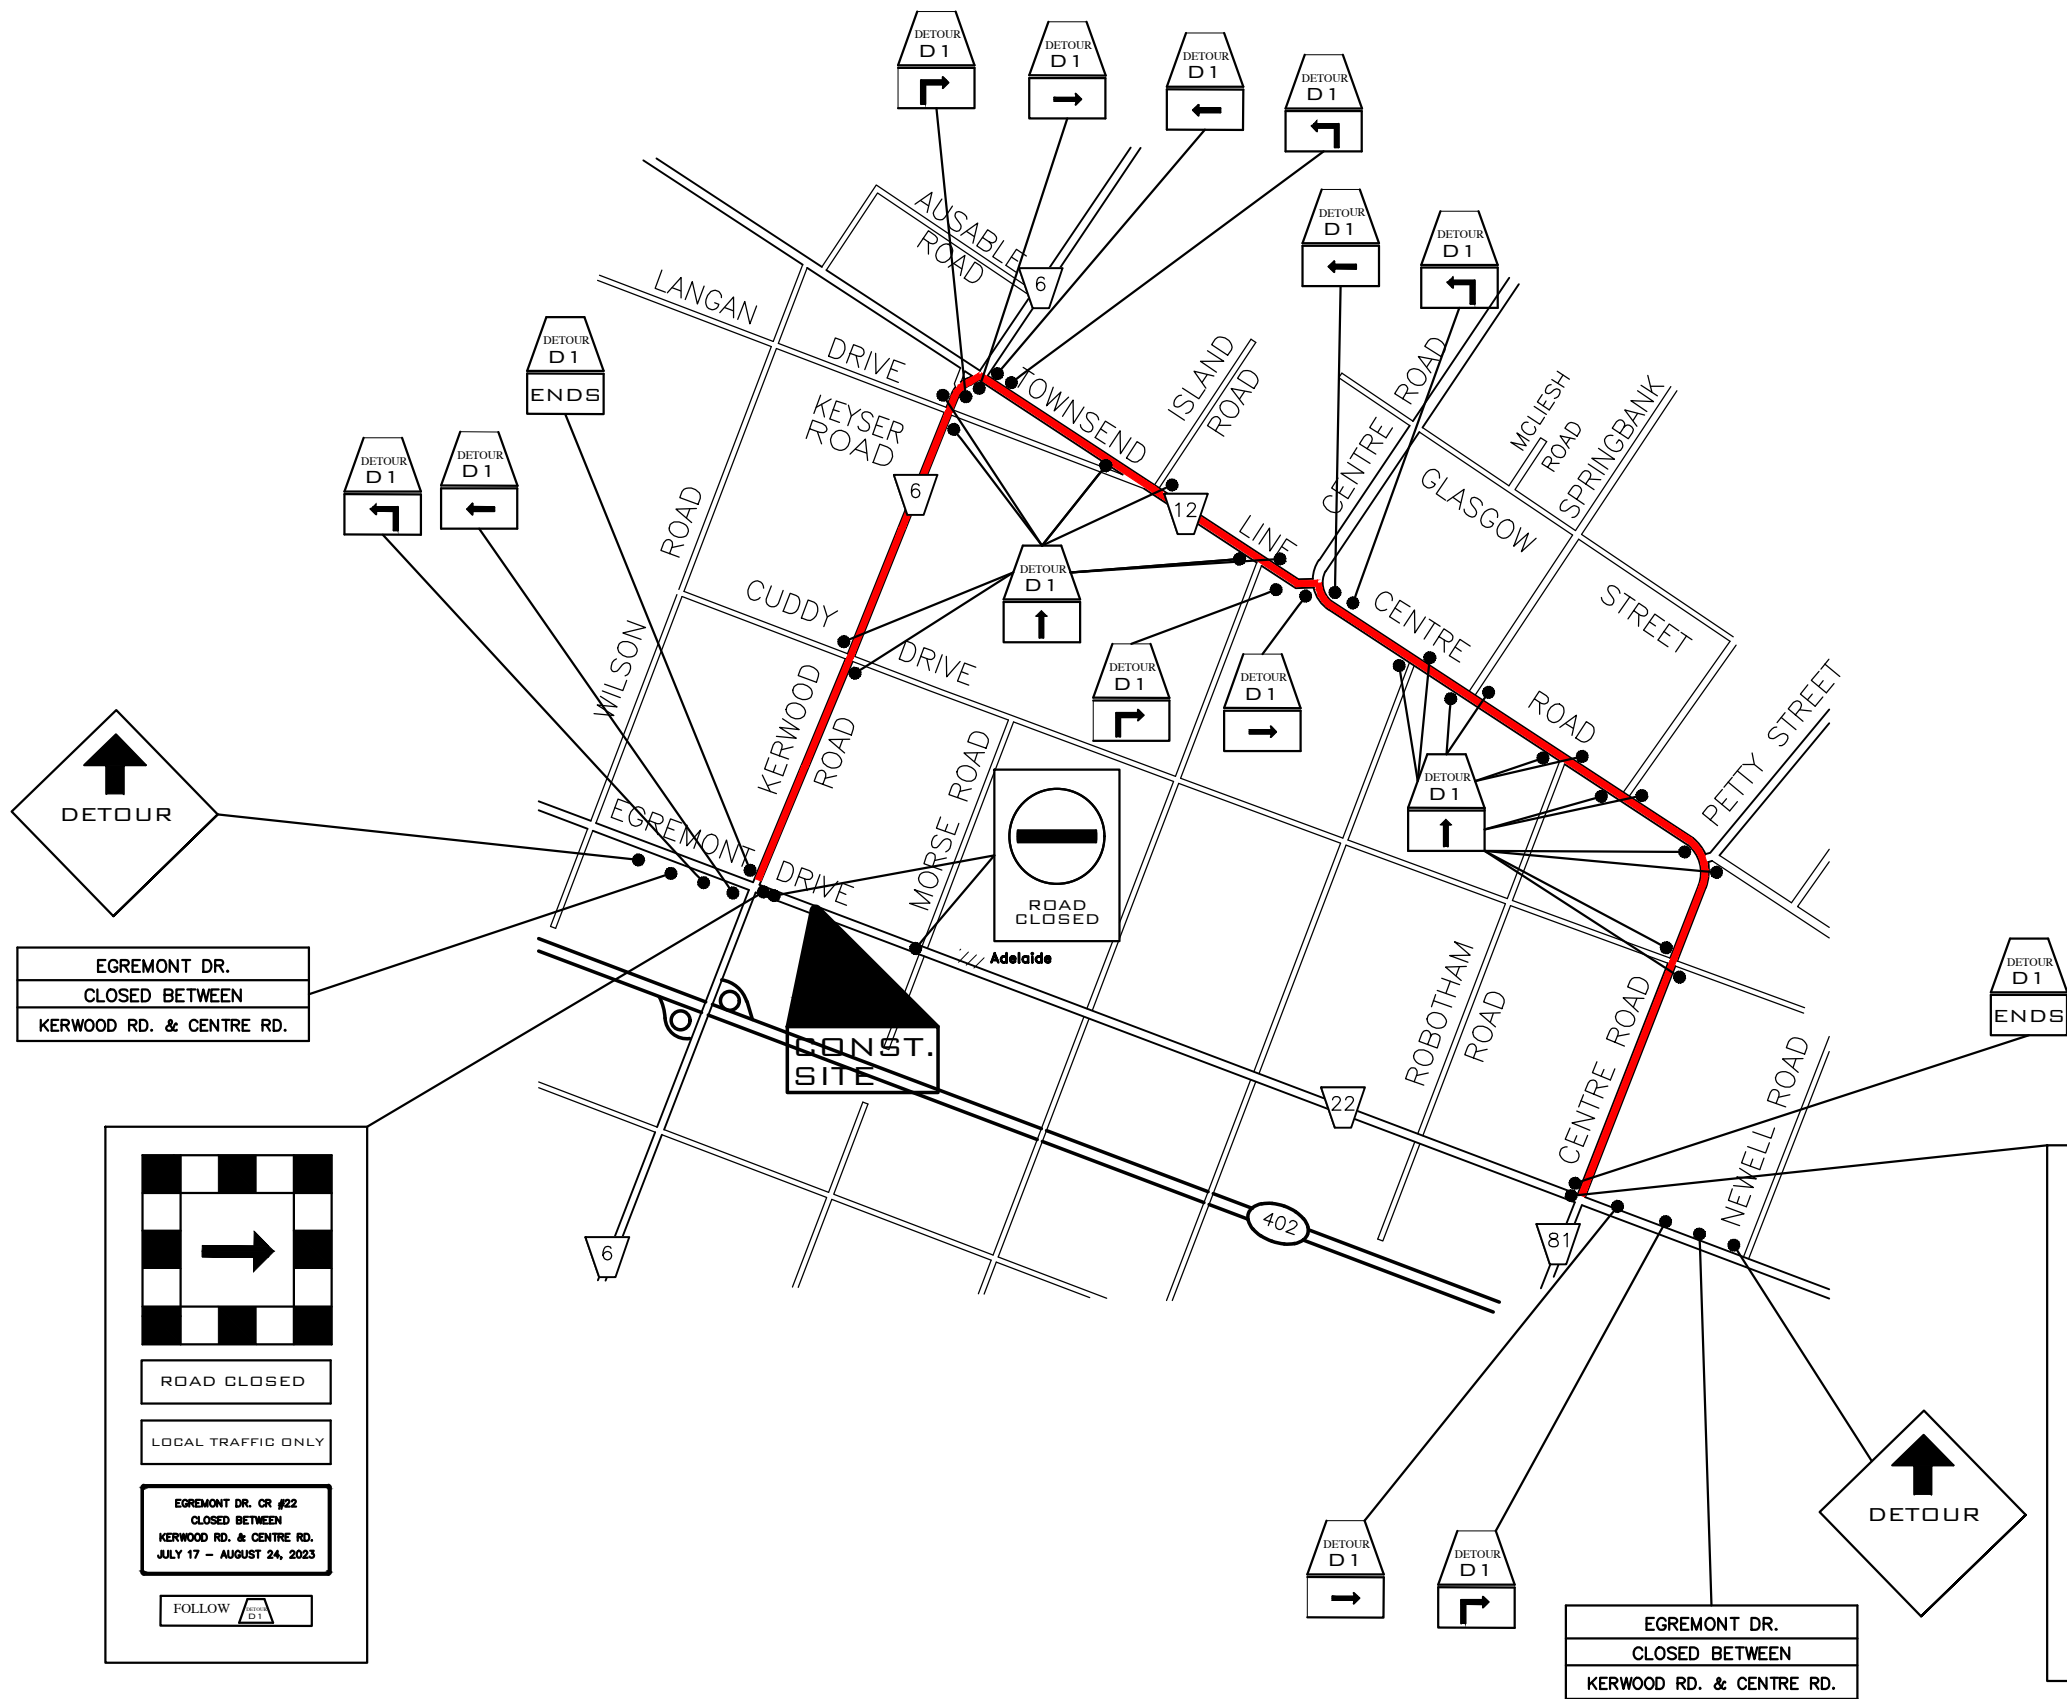 DETOUR
D1
DETOUR
D1
DETOUR
D1
DETOUR
D1
DETOUR
D1
DETOUR
D1
AUSABLE
ROAD
6
LANGAN
DRIVE
DETOUR
D1
ENDS
KEYSER
ROAD
TOWNSEND
ISLAND
ROAD
CENTRE ROAD
MCLIESH
ROAD
SPRINGBANK
GLASGOW
STREET
DETOUR
D1
DETOUR
D1
6
12
LINE
ROAD
WILSON
CUDDY
DRIVE
DETOUR
D1
CENTRE
ROAD
DETOUR
D1
DETOUR
D1
KERWOOD
ROAD
MORSE ROAD
PETTY STREET
DETOUR
DETOUR
D1
EGREMONT
DRIVE
ROAD
CLOSED
Adelaide
EGREMONT DR.
CLOSED BETWEEN
KERWOOD RD. & CENTRE RD.
CONST.
SITE
ROBOTHAM
ROAD
CENTRE ROAD
NEWELL ROAD
DETOUR
D1
ENDS
22
402
81
6
ROAD CLOSED
LOCAL TRAFFIC ONLY
EGREMONT DR. CR #22
CLOSED BETWEEN
KERWOOD RD. & CENTRE RD.
JULY 17 - AUGUST 24, 2023
FOLLOW DETOUR D1
DETOUR
D1
DETOUR
D1
DETOUR
EGREMONT DR.
CLOSED BETWEEN
KERWOOD RD. & CENTRE RD.